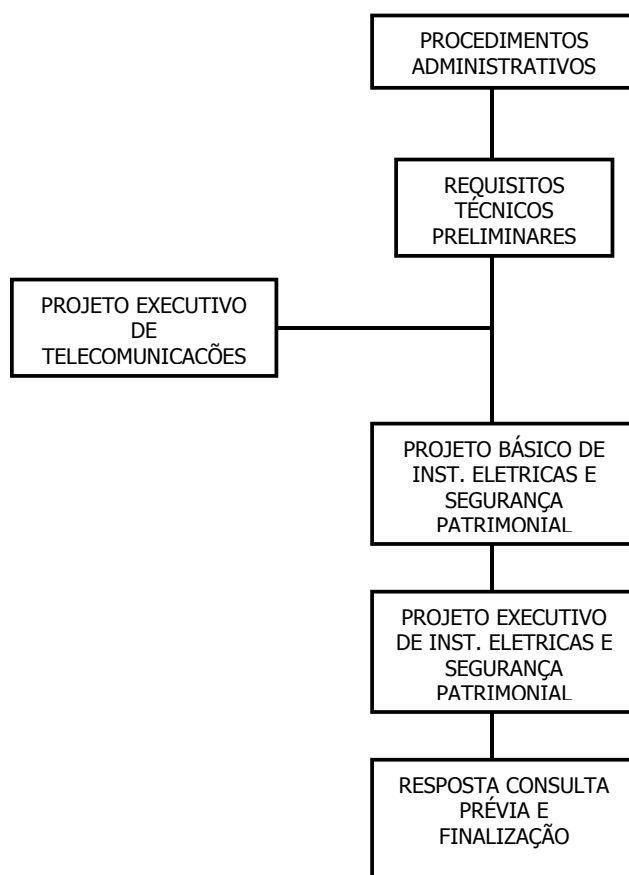 PROCEDIMENTOS
ADMINISTRATIVOS
REQUISITOS
TÉCNICOS
PRELIMINARES
PROJETO EXECUTIVO
DE
TELECOMUNICACÕES
PROJETO BÁSICO DE
INST. ELETRICAS E
SEGURANÇA
PATRIMONIAL
PROJETO EXECUTIVO
DE INST. ELETRICAS E
SEGURANÇA
PATRIMONIAL
RESPOSTA CONSULTA
PRÉVIA E
FINALIZAÇÃO